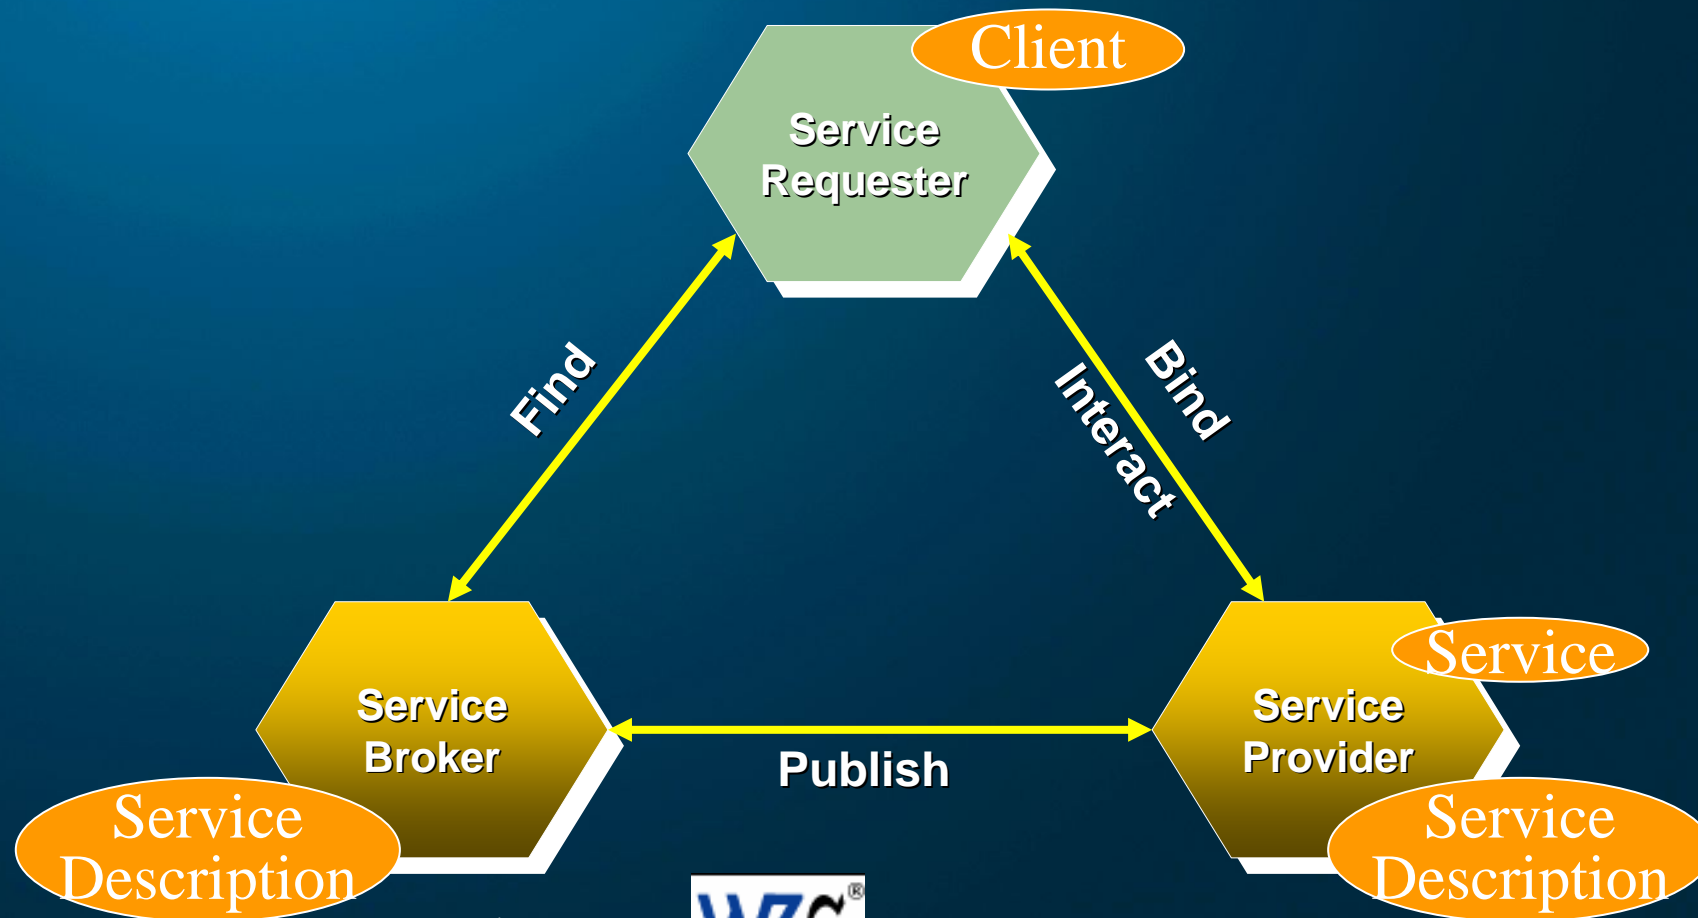 Client
Service
Requester
Find
Bind
Interact
Service
Service
Broker
Service
Provider
Publish
Service
Description
Service
Description